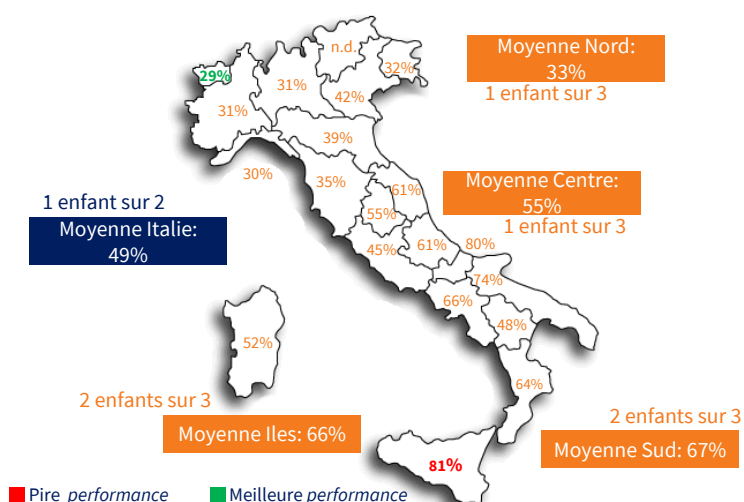 n.d.
Moyenne Nord:
33%
1 enfant sur 3
29%
31%
32%
31%
42%
39%
30%
35%
61%
Moyenne Centre:
55%
1 enfant sur 3
1 enfant sur 2
Moyenne Italie:
49%
55%
45%
61%
80%
74%
66%
48%
52%
64%
2 enfants sur 3
Moyenne Iles: 66%
2 enfants sur 3
Moyenne Sud: 67%
81%
Pire performance
Meilleure performance